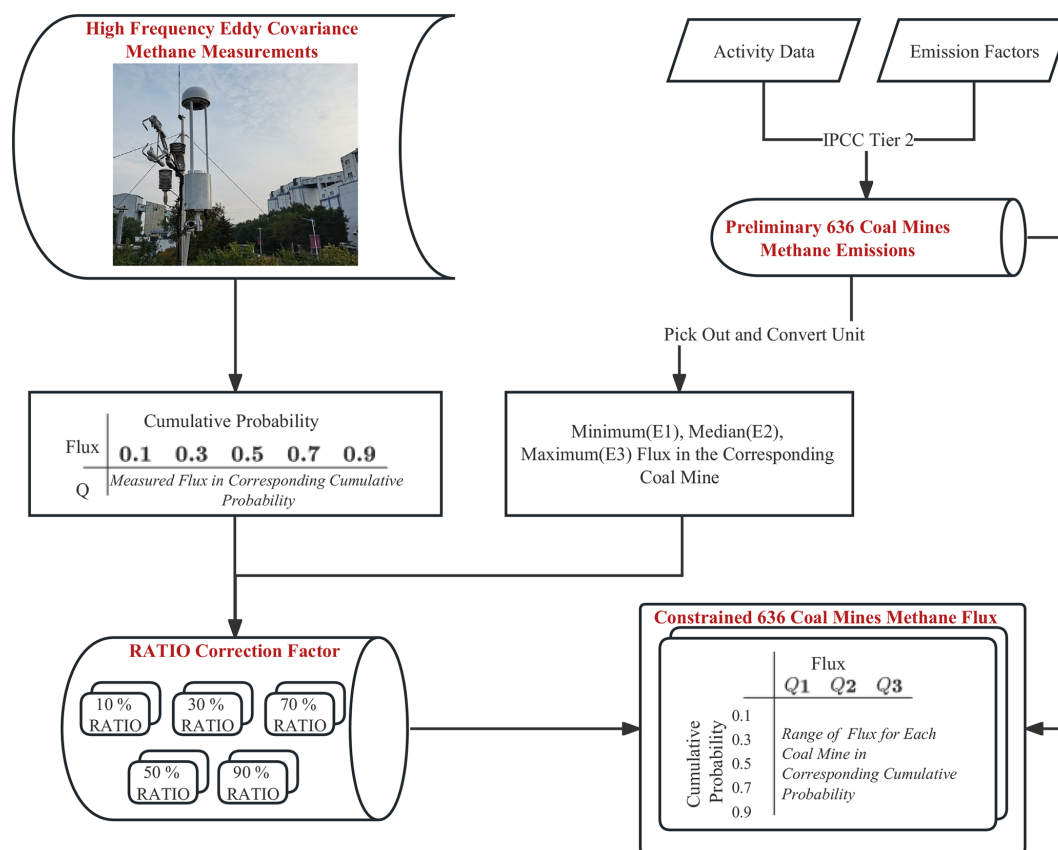 High Frequency Eddy Covariance
Methane Measurements
Activity Data
Emission Factors
IPCC Tier 2
Preliminary 636 Coal Mines
Methane Emissions
Pick Out and Convert Unit
Cumulative Probability
Flux
0.1 0.3 0.5 0.7 0.9
Q
Measured Flux in Corresponding Cumulative
Probability
Minimum(E1), Median(E2),
Maximum(E3) Flux in the Corresponding
Coal Mine
RATIO Correction Factor
10 %
RATIO
30 %
RATIO
70 %
RATIO
50 %
RATIO
90 %
RATIO
Constrained 636 Coal Mines Methane Flux
Flux
Q1 Q2 Q3
Cumulative
Probability
0.1
0.3
0.5
0.7
0.9
Range of Flux for Each
Coal Mine in
Corresponding Cumulative
Probability